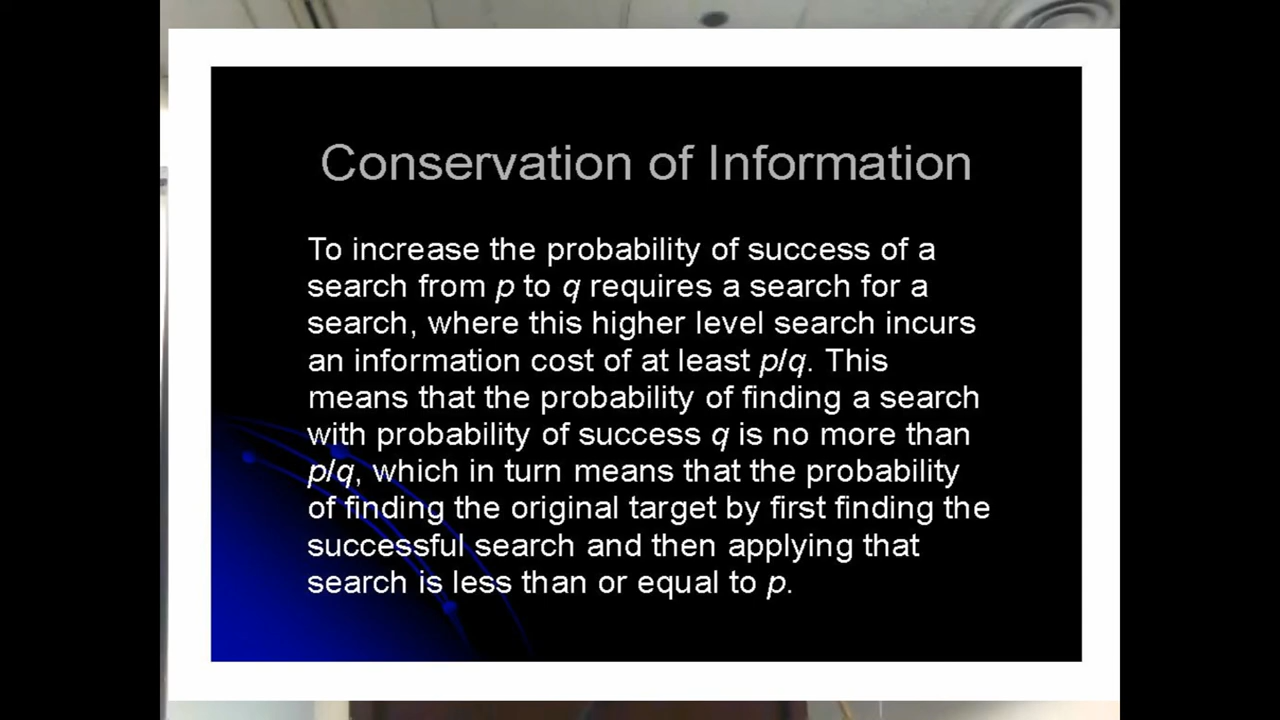 Conservation of Information
To increase the probability of success of a
search from p to q requires a search for a
search, where this higher level search incurs
an information cost of at least p/q. This
means that the probability of finding a search
with probability of success q is no more than
p/q, which in turn means that the probability
of finding the original target by first finding the
successful search and then applying that
search is less than or equal to p.